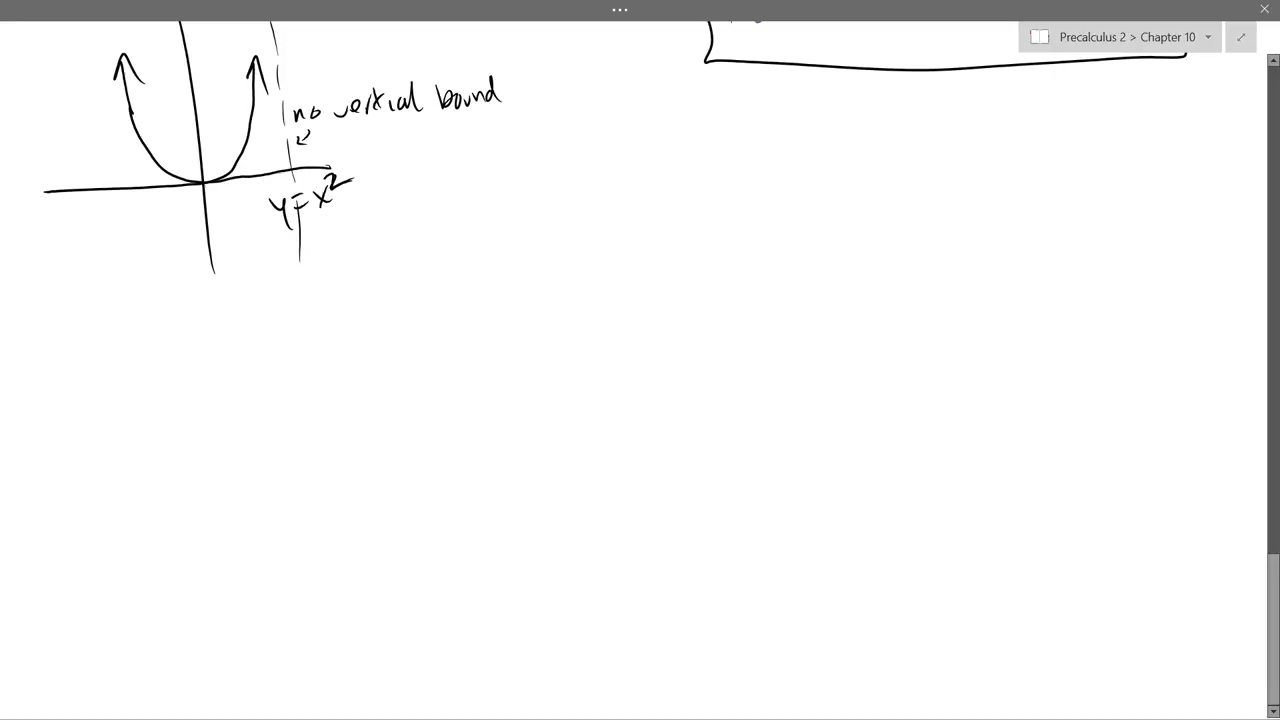 Precalculus 2 > Chapter 10
no vertical bound
y = x²